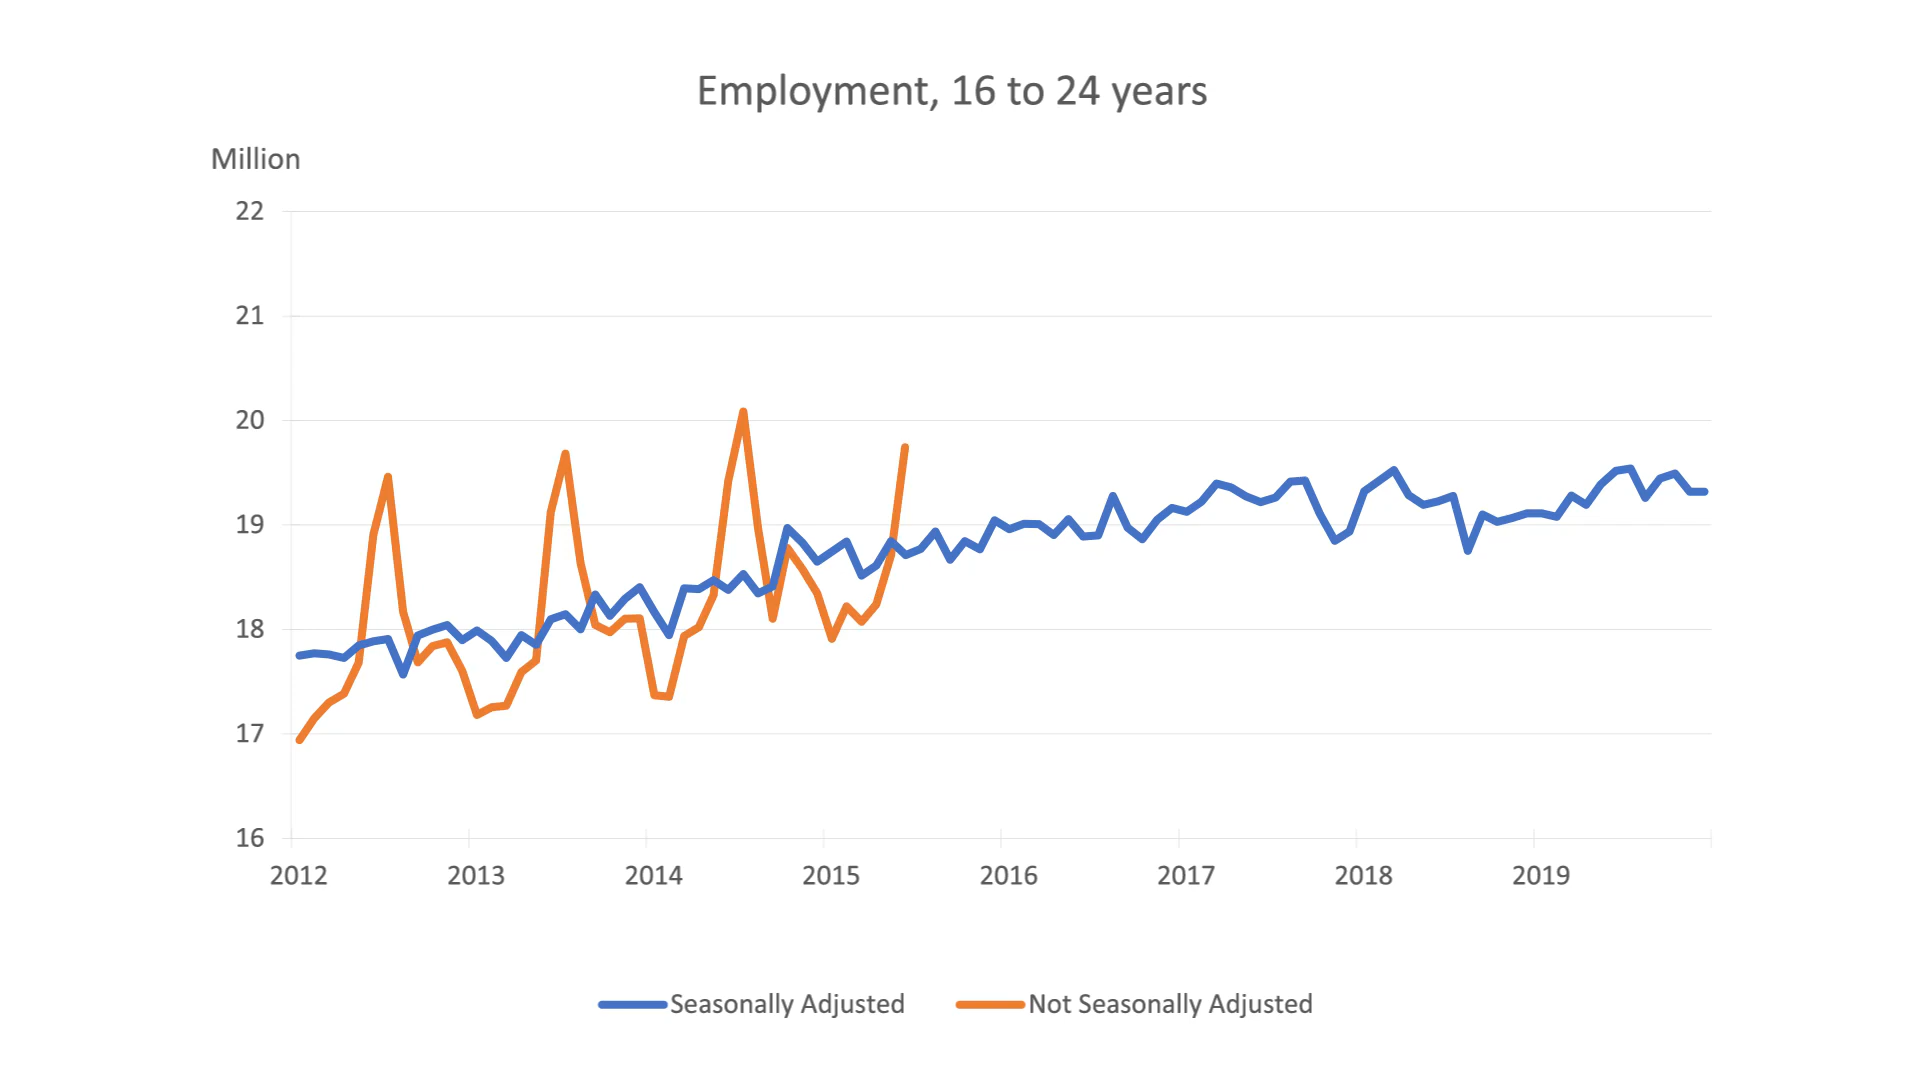 Employment, 16 to 24 years
Million
22
21
20
19
18
17
16
2012 2013 2014 2015 2016 2017 2018 2019
Seasonally Adjusted Not Seasonally Adjusted